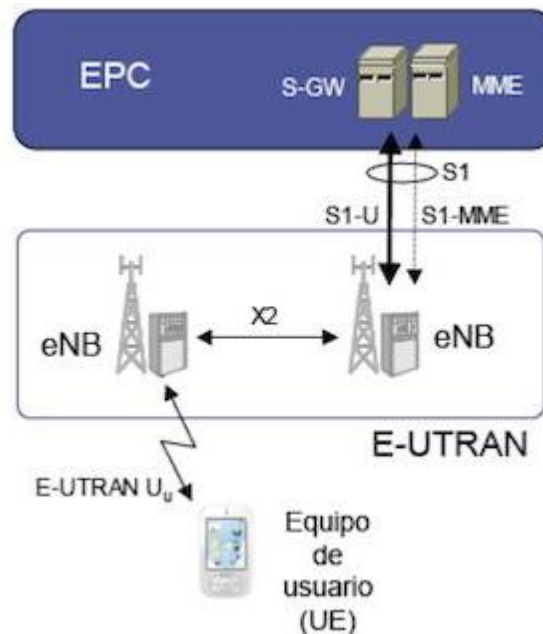 EPC
S-GW
MME
S1
S1-U
S1-MME
eNB
X2
eNB
E-UTRAN
E-UTRAN Uu
Equipo
de
usuario
(UE)